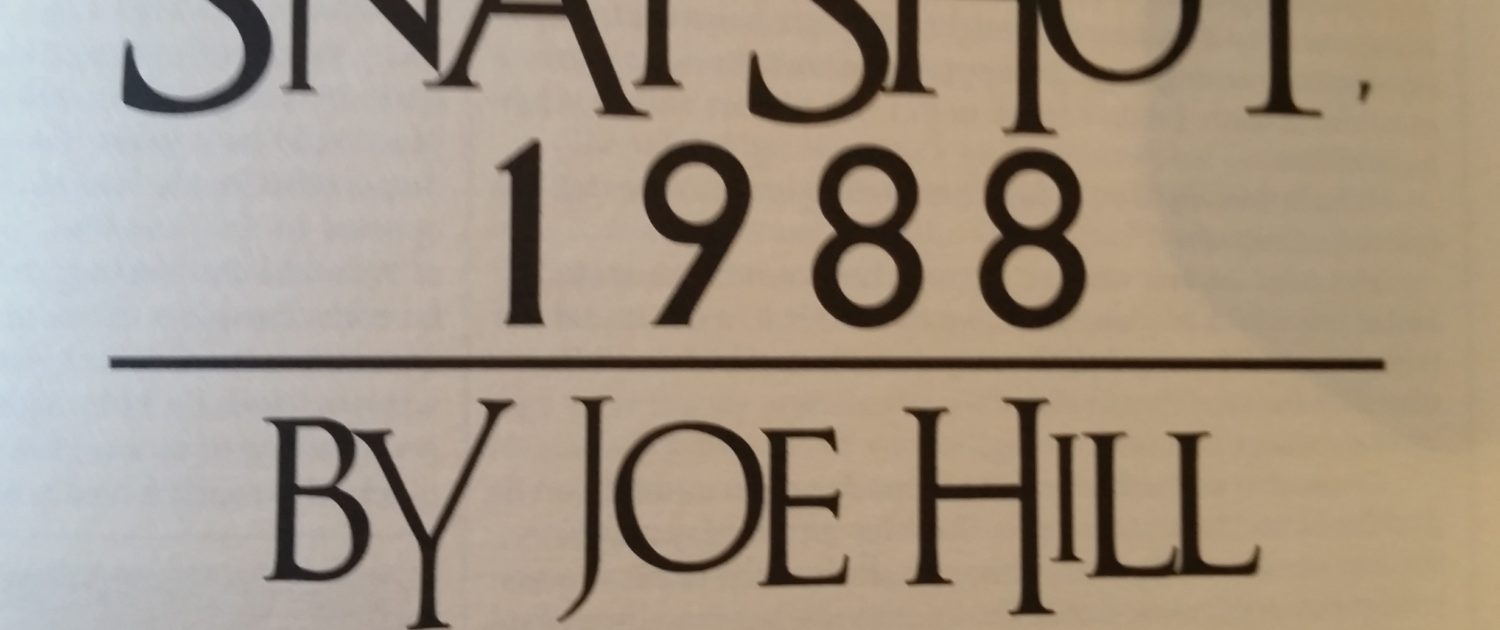 SNAPSHOT,
1988
BY JOE HILL